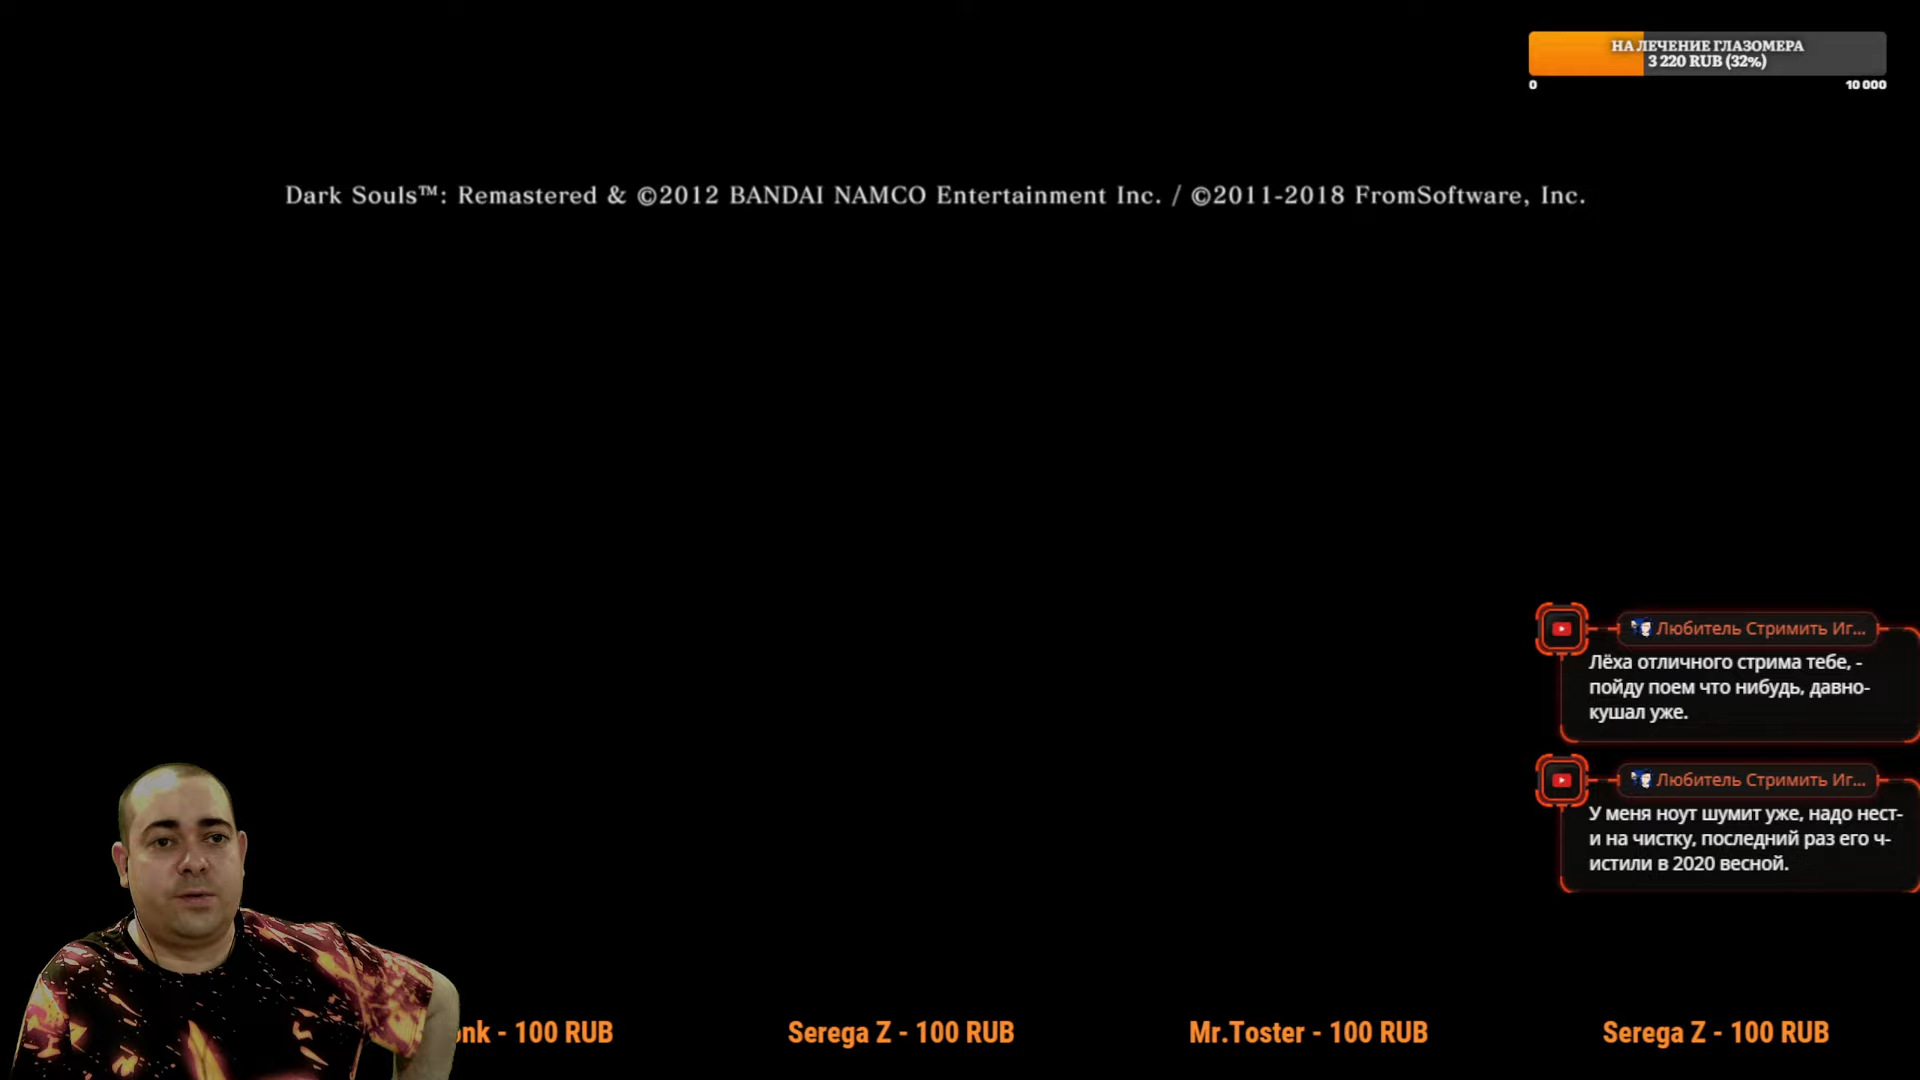 НА ЛЕЧЕНИЕ ГЛАЗОМЕРА
3 220 RUB (32%)
0 10 000
Dark Souls™: Remastered & ©2012 BANDAI NAMCO Entertainment Inc. / ©2011-2018 FromSoftware, Inc.
Любитель Стримить Иг...
Лёха отличного стрима тебе, -
пойду поем что нибудь, давно-
кушал уже.
Любитель Стримить Иг...
У меня ноут шумит уже, надо нест-
и на чистку, последний раз его ч-
истили в 2020 весной.
onk - 100 RUB Serega Z - 100 RUB Mr.Toster - 100 RUB Serega Z - 100 RUB